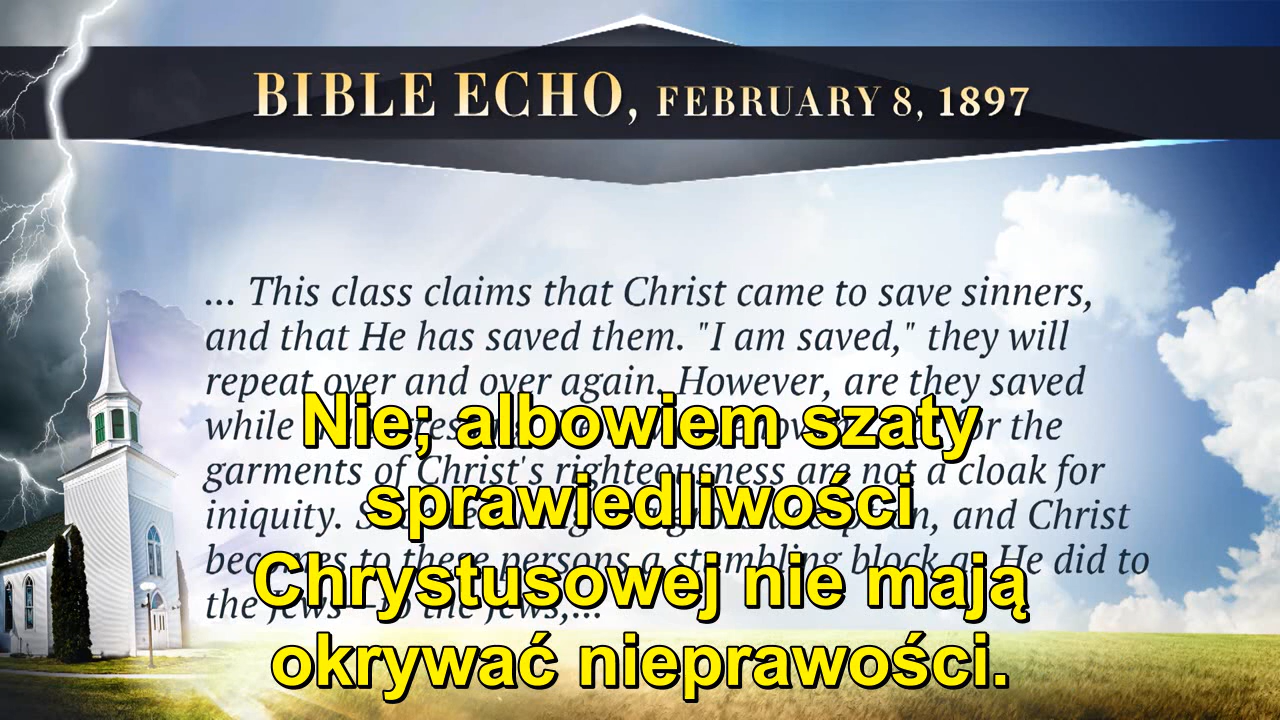 BIBLE ECHO, FEBRUARY 8, 1897
... This class claims that Christ came to save sinners,
and that He has saved them. "I am saved," they will
repeat over and over again. However, are they saved
while for the
garments of Christ's righteousness are not a cloak for
iniquity. and Christ
becomes to these persons a stumbling block as He did to
the Jews to the Jews,...
Nie; albowiem szaty
sprawiedliwości
Chrystusowej nie mają
okrywać nieprawości.